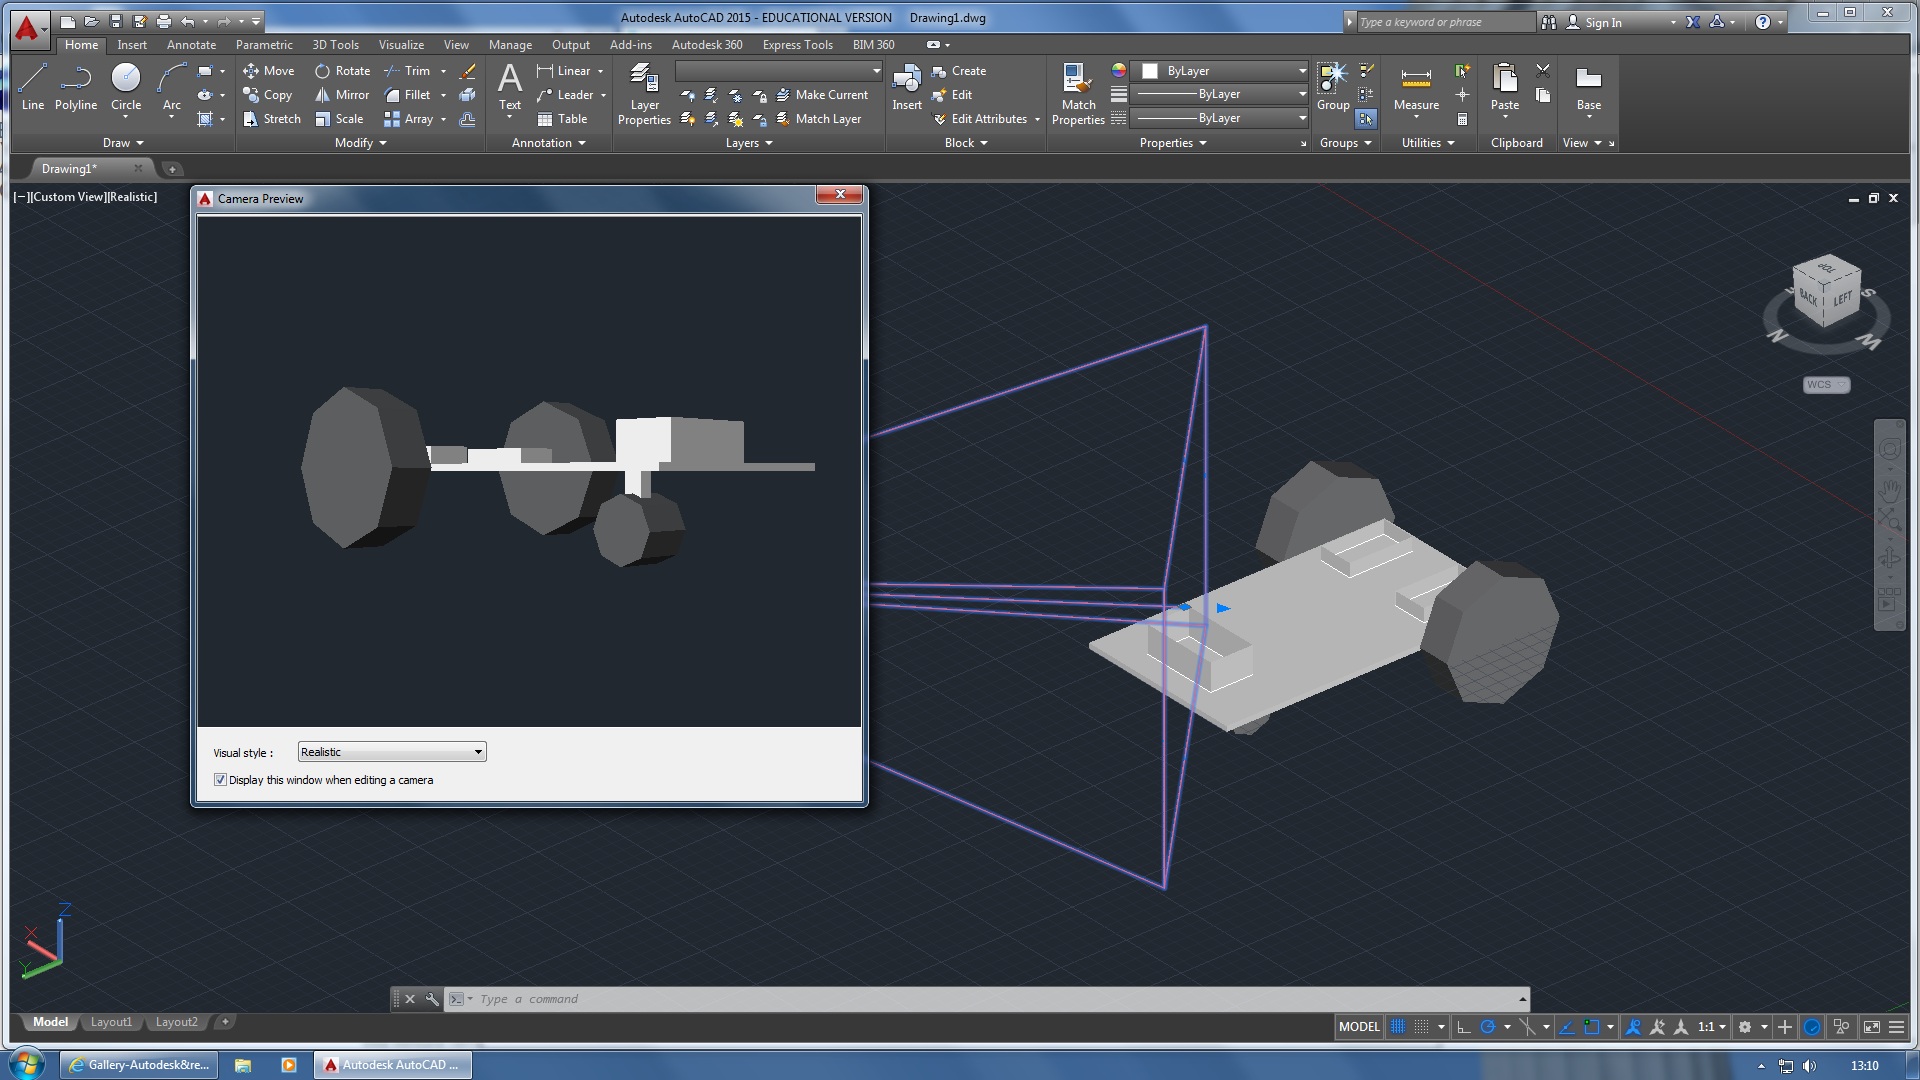 Autodesk AutoCAD 2015 - EDUCATIONAL VERSION Drawing1.dwg
Type a keyword or phrase
Sign In
Home Insert Annotate Parametric 3D Tools Visualize View Manage Output Add-ins Autodesk 360 Express Tools BIM 360
Line Polyline Circle Arc
Move Rotate Trim
Copy Mirror Fillet
Stretch Scale Array
Text
Linear
Leader
Table
Layer Properties
Make Current
Match Layer
Insert
Create
Edit
Edit Attributes
Match Properties
ByLayer
ByLayer
ByLayer
Group
Measure
Paste
Base
Draw Modify Annotation Layers Block Properties Groups Utilities Clipboard View
Drawing1*
[−][Custom View][Realistic]
Camera Preview
Visual style :
Realistic
Display this window when editing a camera
TOP
BACK LEFT
S
N
M
WCS
Z
X
Y
Type a command
Model Layout1 Layout2
MODEL
1:1
Gallery-Autodesk&re...
Autodesk AutoCAD ...
13:10